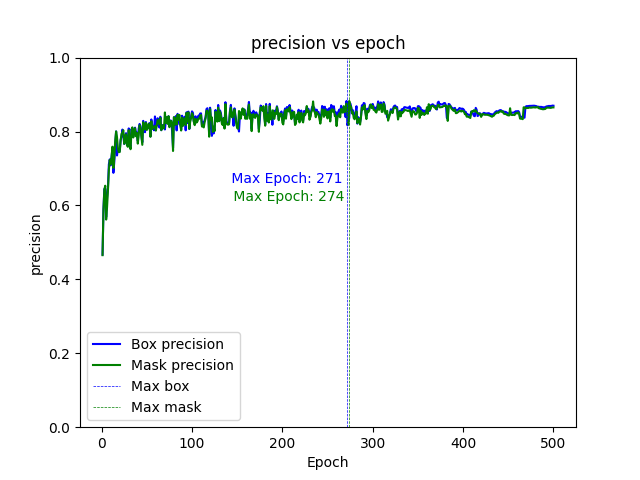 precision vs epoch
1.0
0.8
0.6
0.4
0.2
0.0
precision
Max Epoch: 271
Max Epoch: 274
Box precision
Mask precision
Max box
Max mask
0 100 200 300 400 500
Epoch